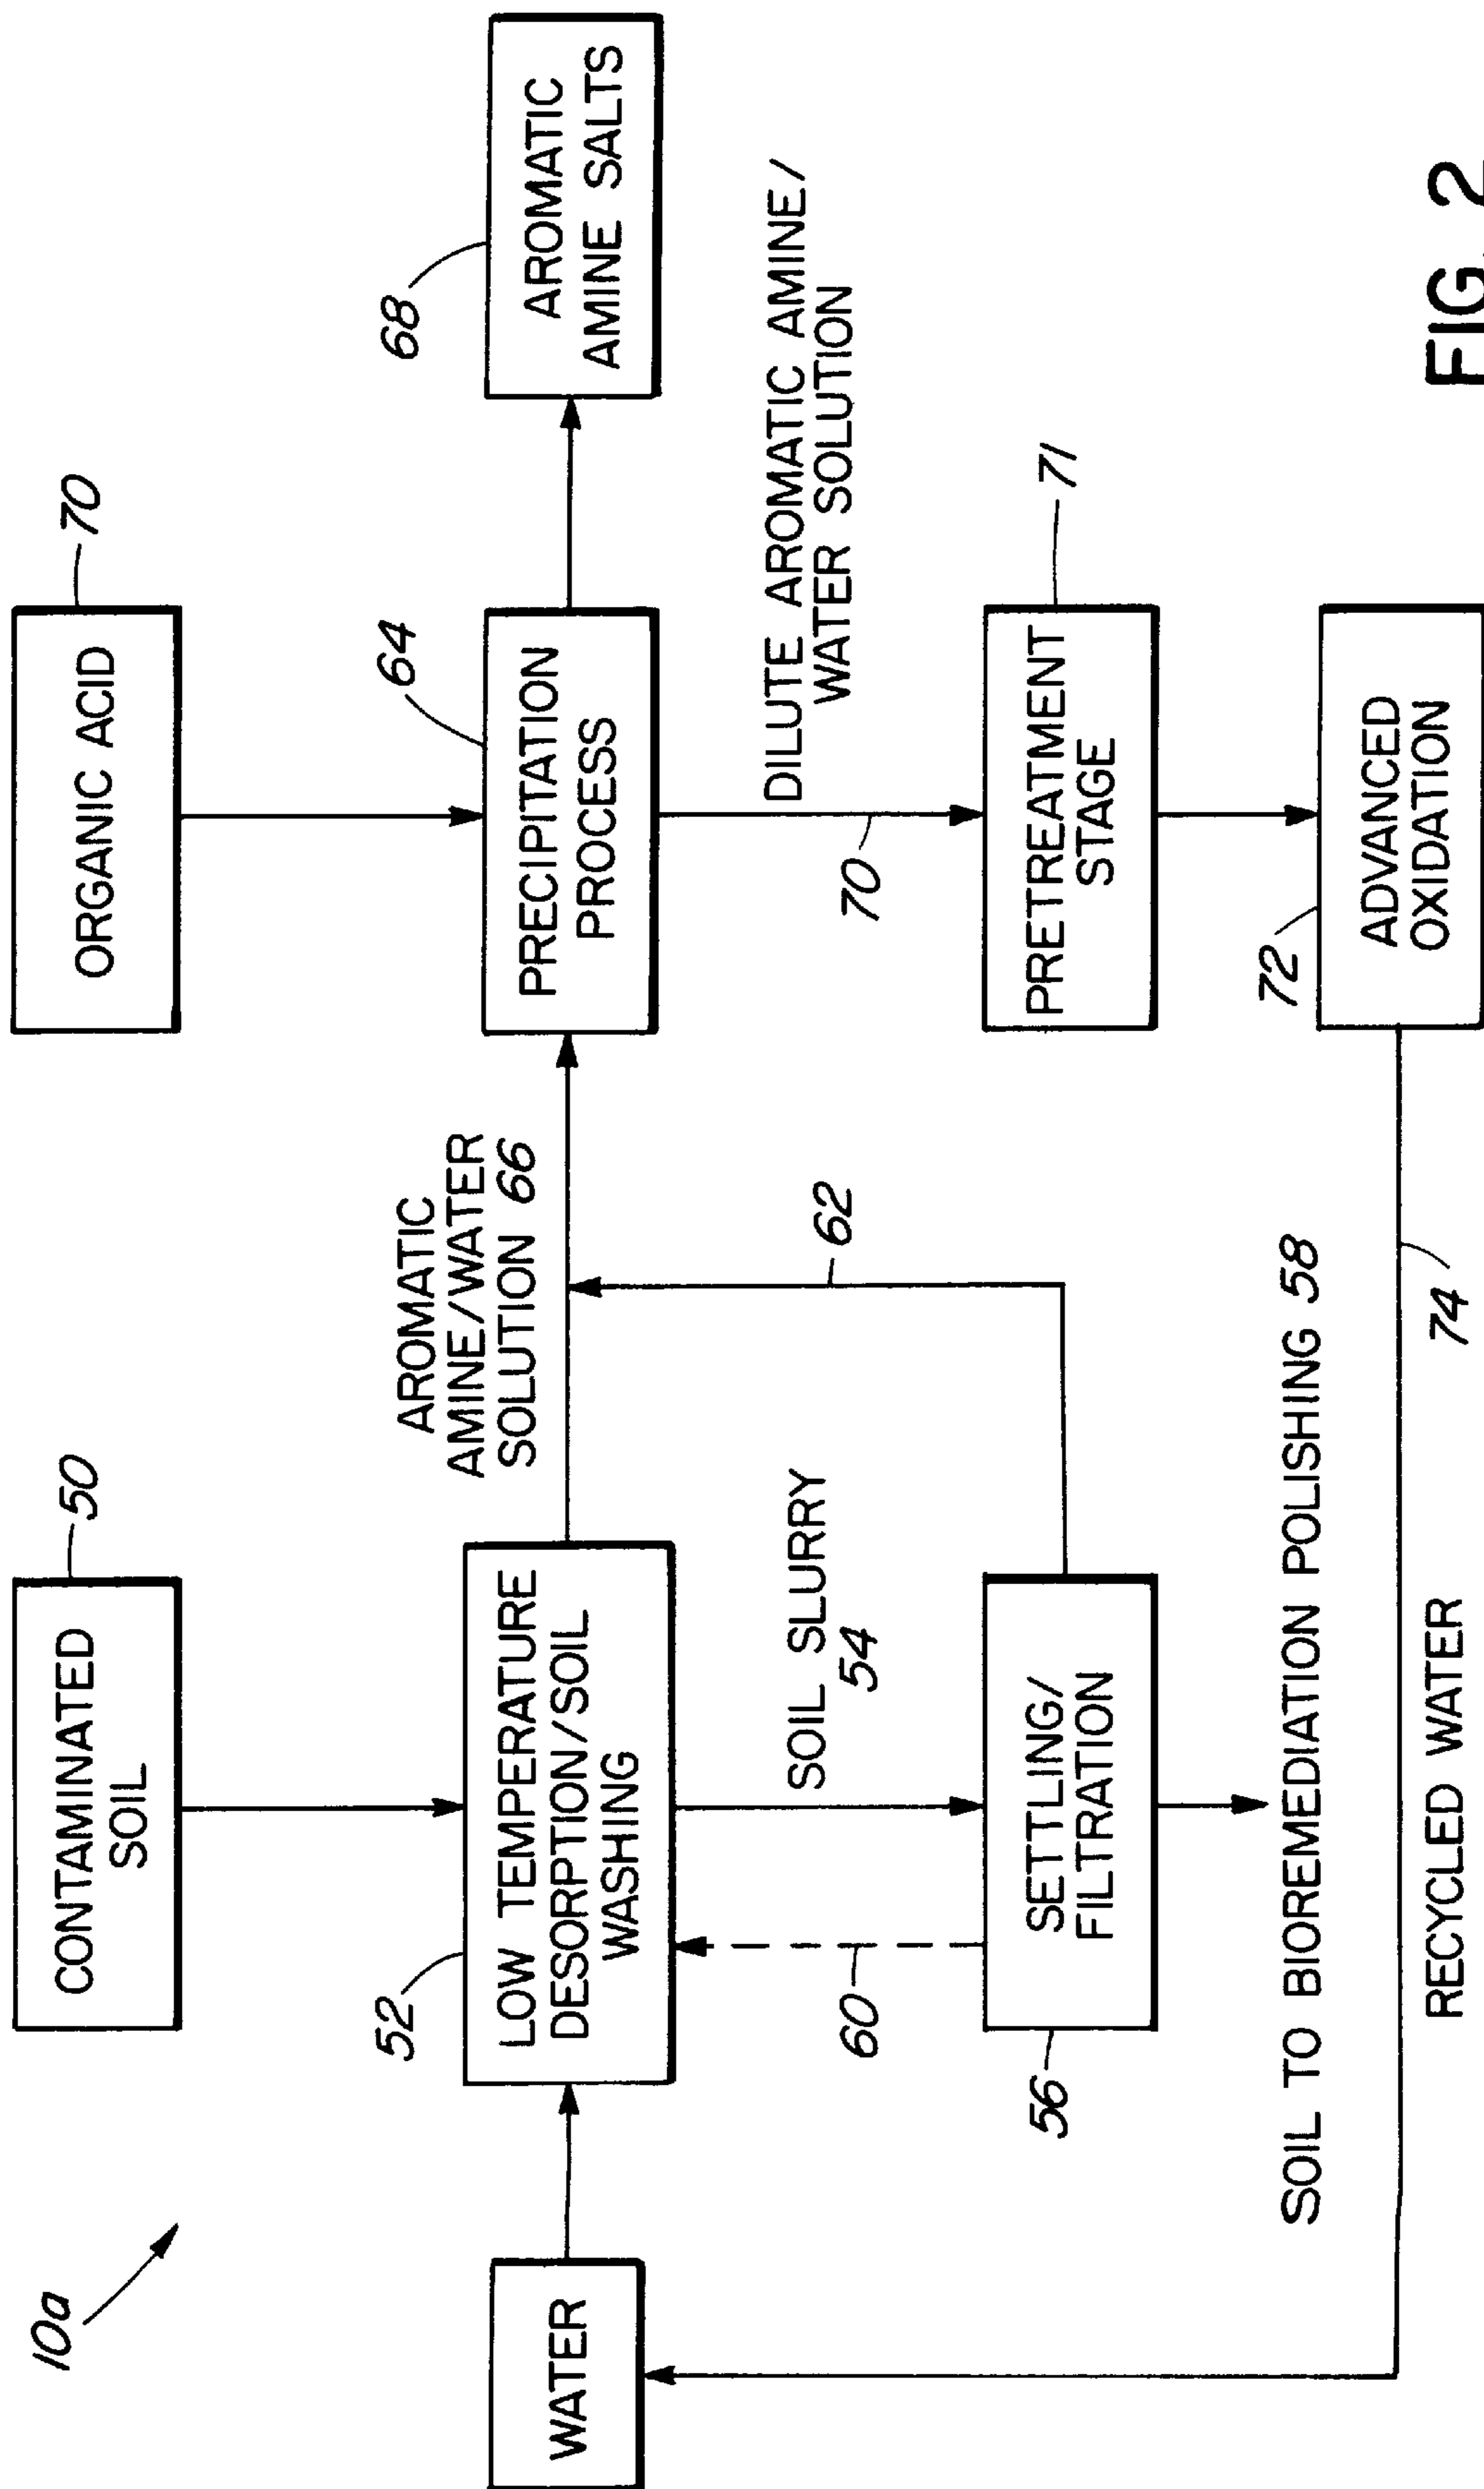 10a
CONTAMINATED
SOIL
50
ORGANIC ACID
70
WATER
52
LOW TEMPERATURE
DESORPTION/SOIL
WASHING
AROMATIC
AMINE/WATER
SOLUTION 66
64
PRECIPITATION
PROCESS
68
AROMATIC
AMINE SALTS
60
SOIL SLURRY
54
62
70
DILUTE AROMATIC AMINE/
WATER SOLUTION
56
SETTLING/
FILTRATION
PRETREATMENT
STAGE
71
SOIL TO BIOREMEDIATION POLISHING 58
72
ADVANCED
OXIDATION
RECYCLED WATER
74
FIG. 2